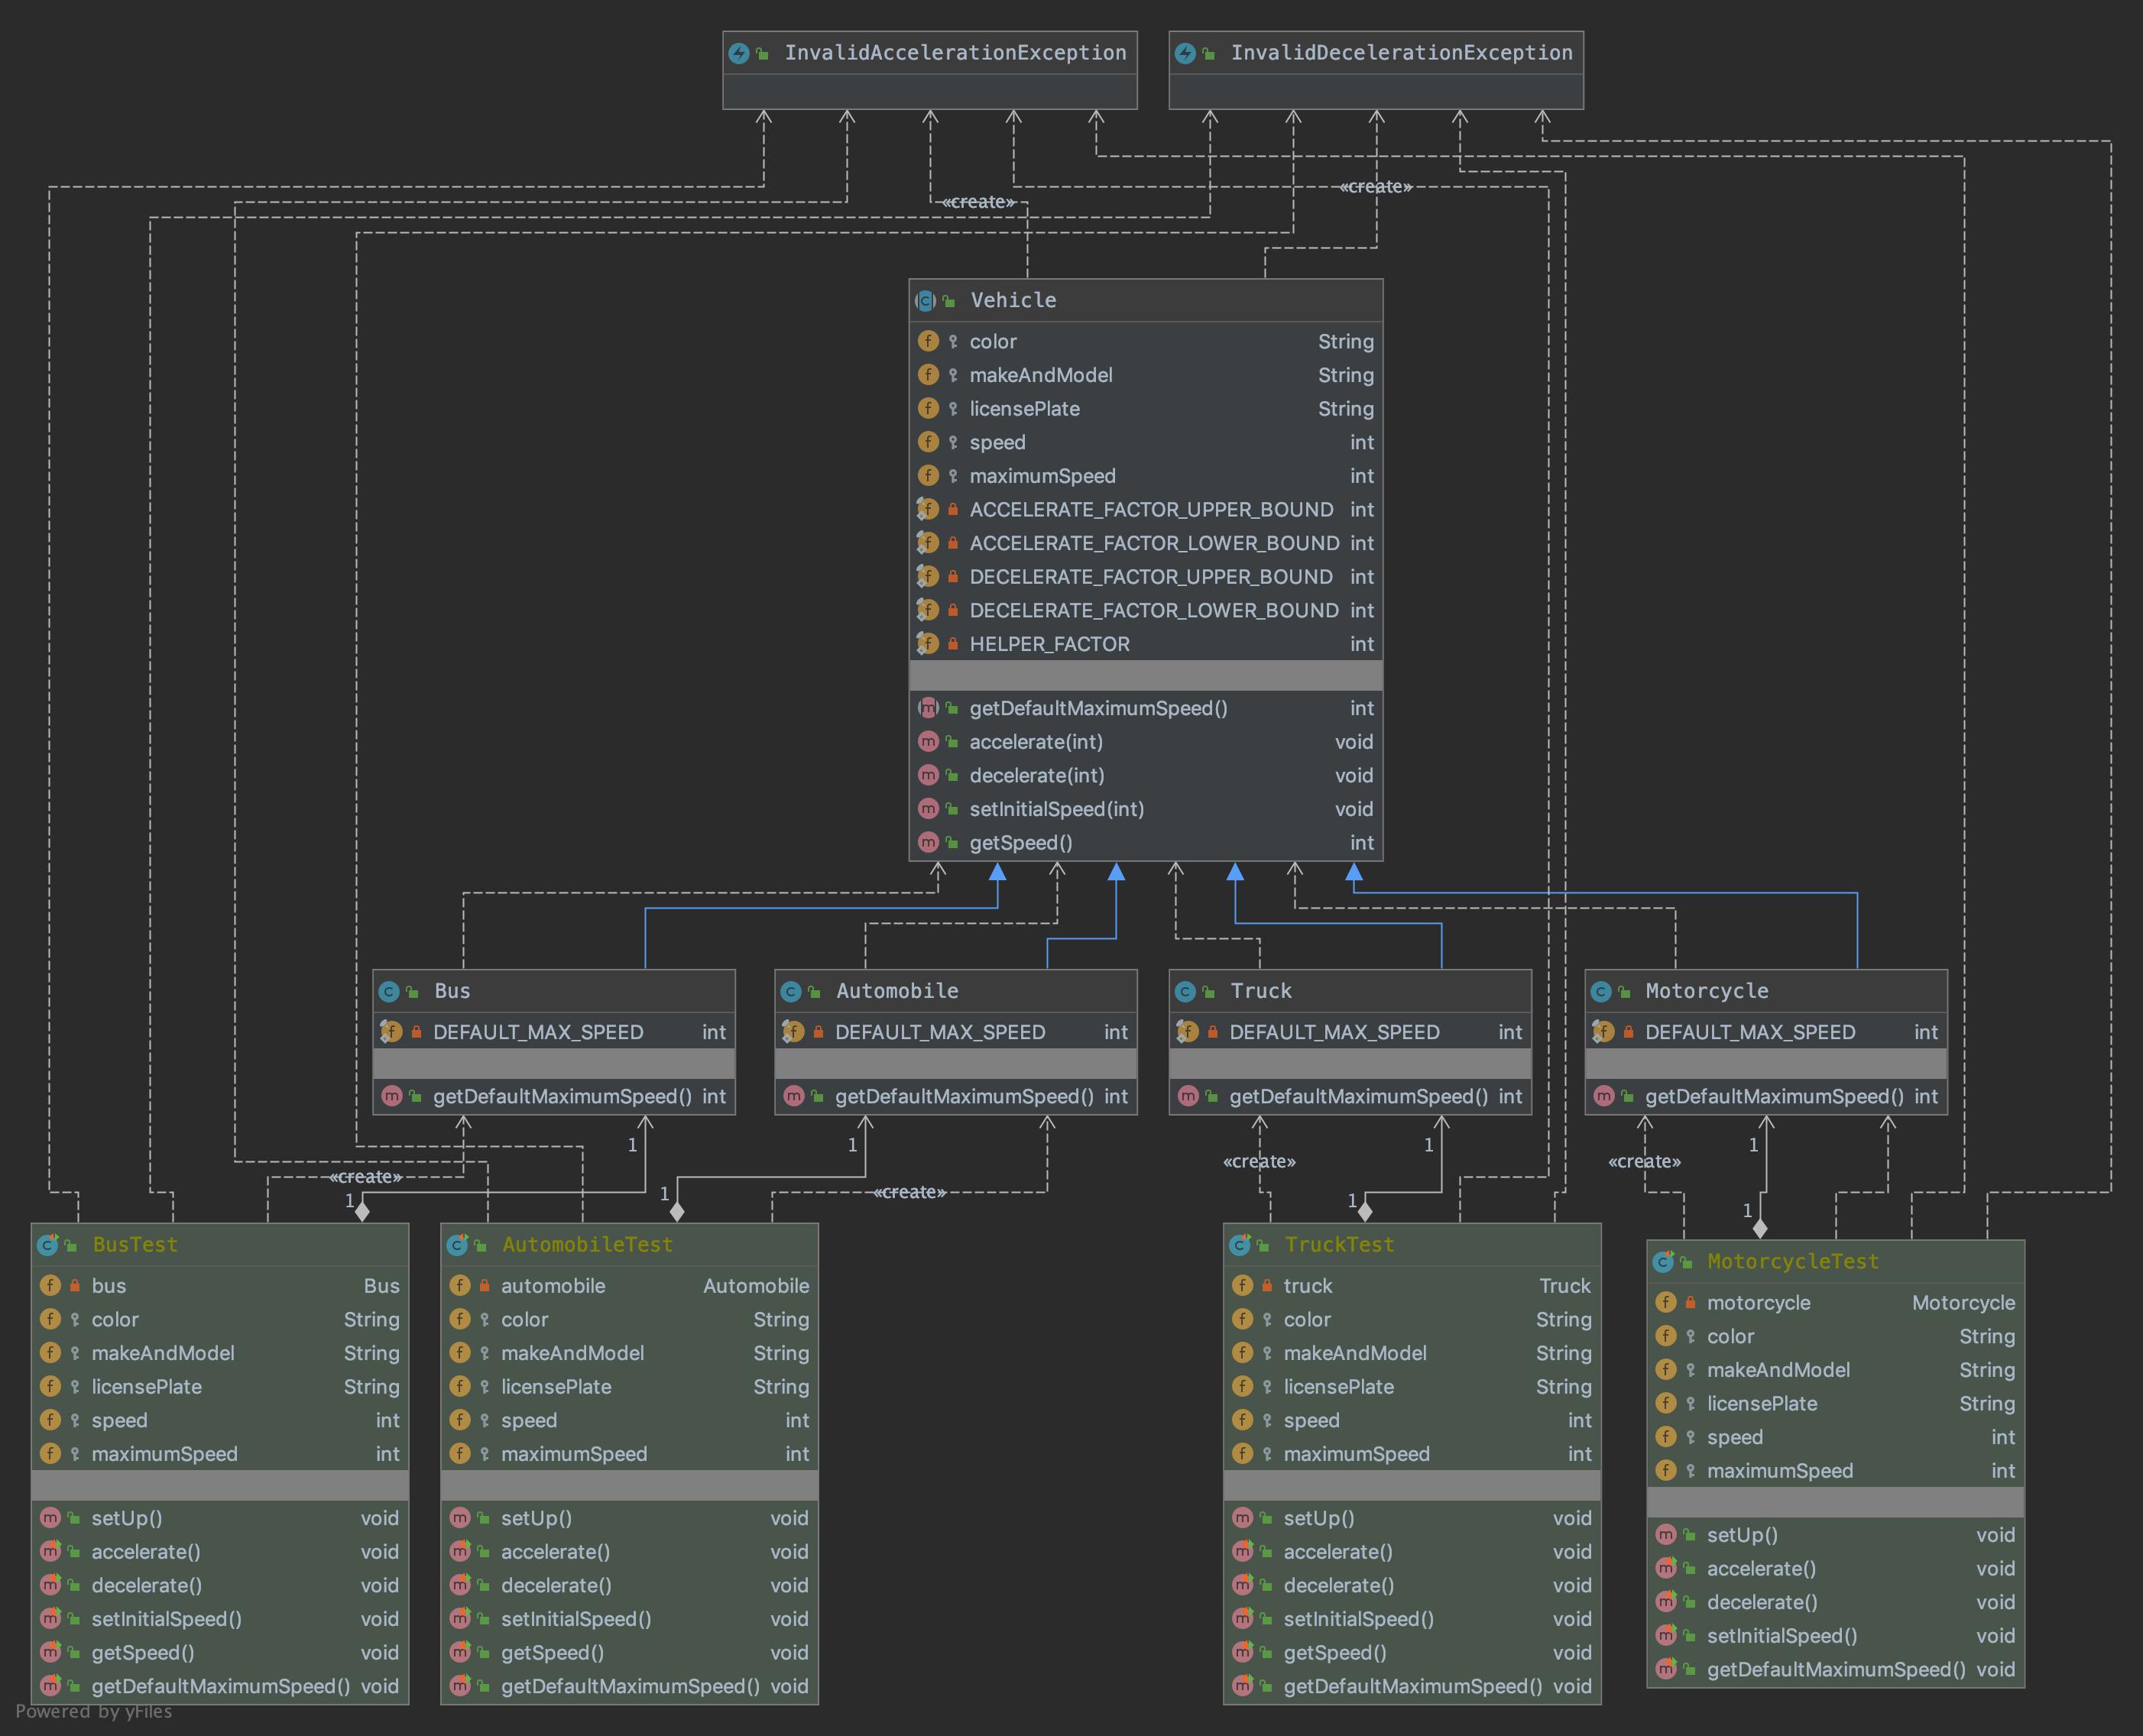 InvalidAccelerationException
InvalidDecelerationException
«create»
«create»
Vehicle
color String
makeAndModel String
licensePlate String
speed int
maximumSpeed int
ACCELERATE_FACTOR_UPPER_BOUND int
ACCELERATE_FACTOR_LOWER_BOUND int
DECELERATE_FACTOR_UPPER_BOUND int
DECELERATE_FACTOR_LOWER_BOUND int
HELPER_FACTOR int
getDefaultMaximumSpeed() int
accelerate(int) void
decelerate(int) void
setInitialSpeed(int) void
getSpeed() int
Bus
DEFAULT_MAX_SPEED int
getDefaultMaximumSpeed() int
Automobile
DEFAULT_MAX_SPEED int
getDefaultMaximumSpeed() int
Truck
DEFAULT_MAX_SPEED int
getDefaultMaximumSpeed() int
Motorcycle
DEFAULT_MAX_SPEED int
getDefaultMaximumSpeed() int
1
1
1
1
«create»
«create»
«create»
«create»
1
1
1
1
BusTest
bus Bus
color String
makeAndModel String
licensePlate String
speed int
maximumSpeed int
setUp() void
accelerate() void
decelerate() void
setInitialSpeed() void
getSpeed() void
getDefaultMaximumSpeed() void
AutomobileTest
automobile Automobile
color String
makeAndModel String
licensePlate String
speed int
maximumSpeed int
setUp() void
accelerate() void
decelerate() void
setInitialSpeed() void
getSpeed() void
getDefaultMaximumSpeed() void
TruckTest
truck Truck
color String
makeAndModel String
licensePlate String
speed int
maximumSpeed int
setUp() void
accelerate() void
decelerate() void
setInitialSpeed() void
getSpeed() void
getDefaultMaximumSpeed() void
MotorcycleTest
motorcycle Motorcycle
color String
makeAndModel String
licensePlate String
speed int
maximumSpeed int
setUp() void
accelerate() void
decelerate() void
setInitialSpeed() void
getDefaultMaximumSpeed() void
Powered by yFiles